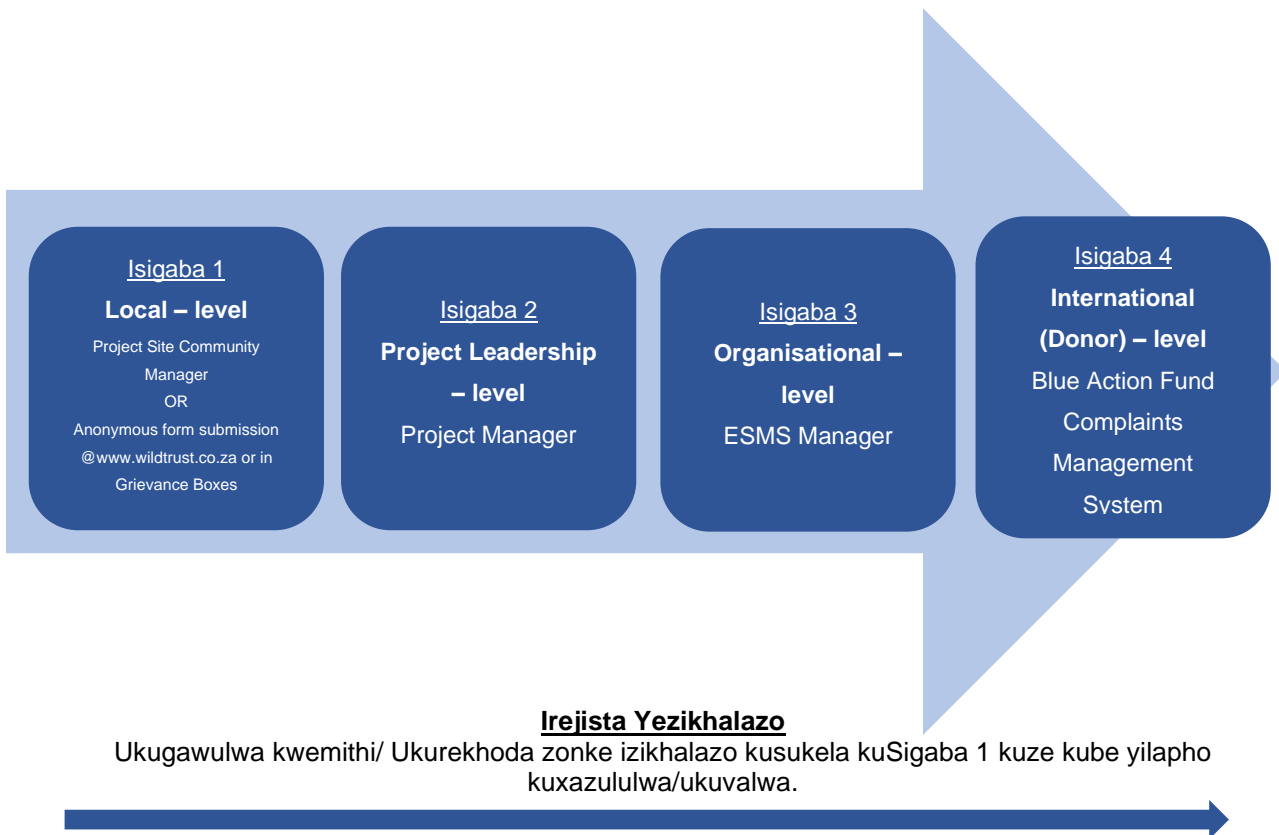 Isigaba 1
Local – level
Project Site Community
Manager
OR
Anonymous form submission
@www.wildtrust.co.za or in
Grievance Boxes
Isigaba 2
Project Leadership
– level
Project Manager
Isigaba 3
Organisational –
level
ESMS Manager
Isigaba 4
International
(Donor) – level
Blue Action Fund
Complaints
Management
System
Irejista Yezikhalazo
Ukugawulwa kwemithi/ Ukurekhoda zonke izikhalazo kusukela kuSigaba 1 kuze kube yilapho
kuxazululwa/ukuvalwa.